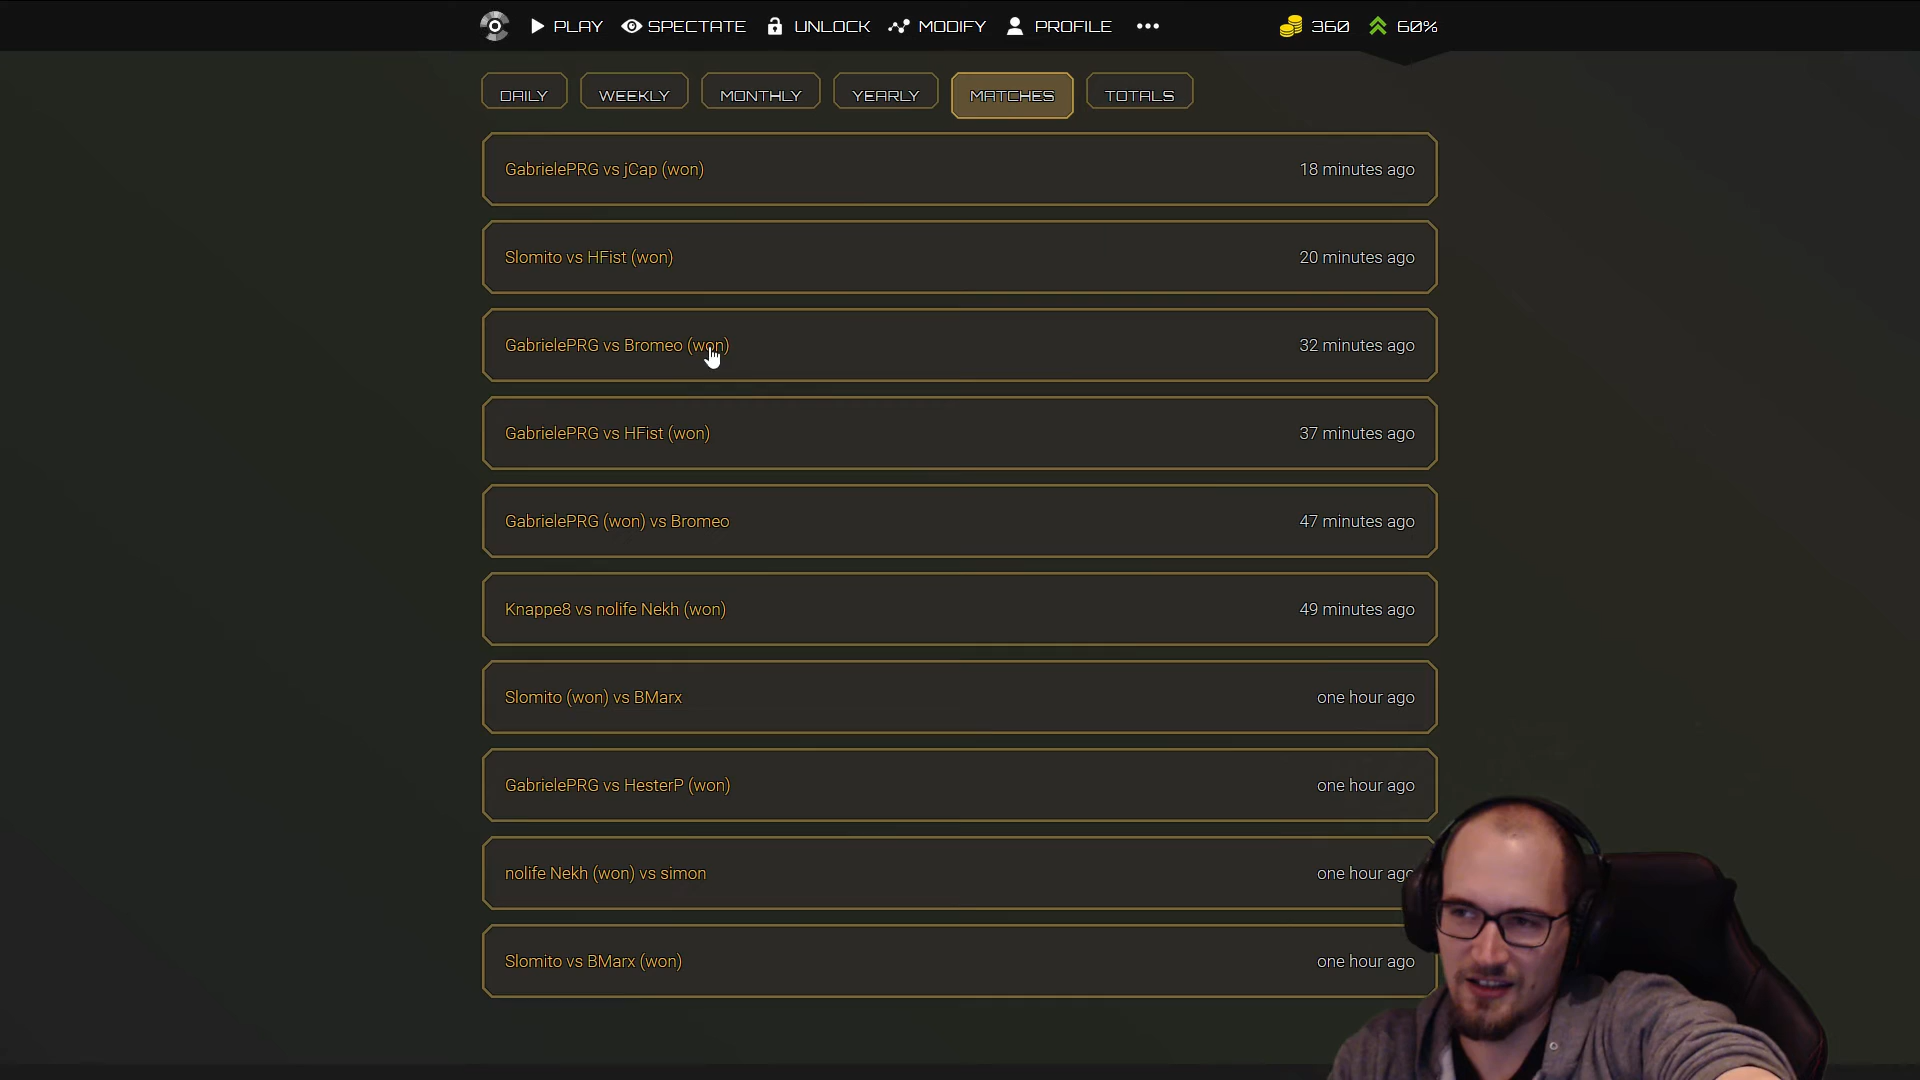 PLAY SPECTATE UNLOCK MODIFY PROFILE ••• 360 60%
DAILY WEEKLY MONTHLY YEARLY MATCHES TOTALS
GabrielePRG vs jCap (won) 18 minutes ago
Slomito vs HFist (won) 20 minutes ago
GabrielePRG vs Bromeo (won) 32 minutes ago
GabrielePRG vs HFist (won) 37 minutes ago
GabrielePRG (won) vs Bromeo 47 minutes ago
Knappe8 vs nolife Nekh (won) 49 minutes ago
Slomito (won) vs BMarx one hour ago
GabrielePRG vs HesterP (won) one hour ago
nolife Nekh (won) vs simon one hour ago
Slomito vs BMarx (won) one hour ago